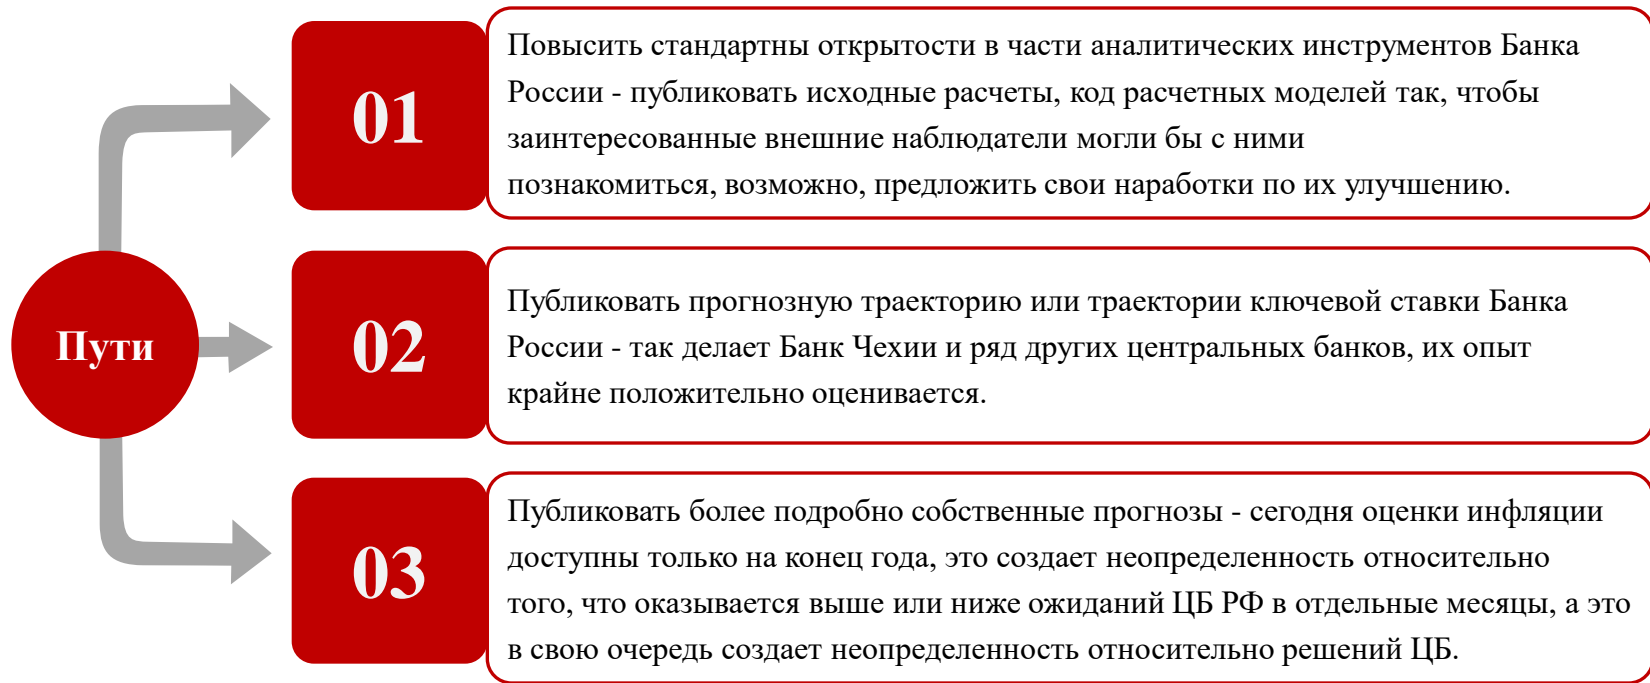 Пути
01
Повысить стандартны открытости в части аналитических инструментов Банка
России - публиковать исходные расчеты, код расчетных моделей так, чтобы
заинтересованные внешние наблюдатели могли бы с ними
познакомиться, возможно, предложить свои наработки по их улучшению.
02
Публиковать прогнозную траекторию или траектории ключевой ставки Банка
России - так делает Банк Чехии и ряд других центральных банков, их опыт
крайне положительно оценивается.
03
Публиковать более подробно собственные прогнозы - сегодня оценки инфляции
доступны только на конец года, это создает неопределенность относительно
того, что оказывается выше или ниже ожиданий ЦБ РФ в отдельные месяцы, а это
в свою очередь создает неопределенность относительно решений ЦБ.